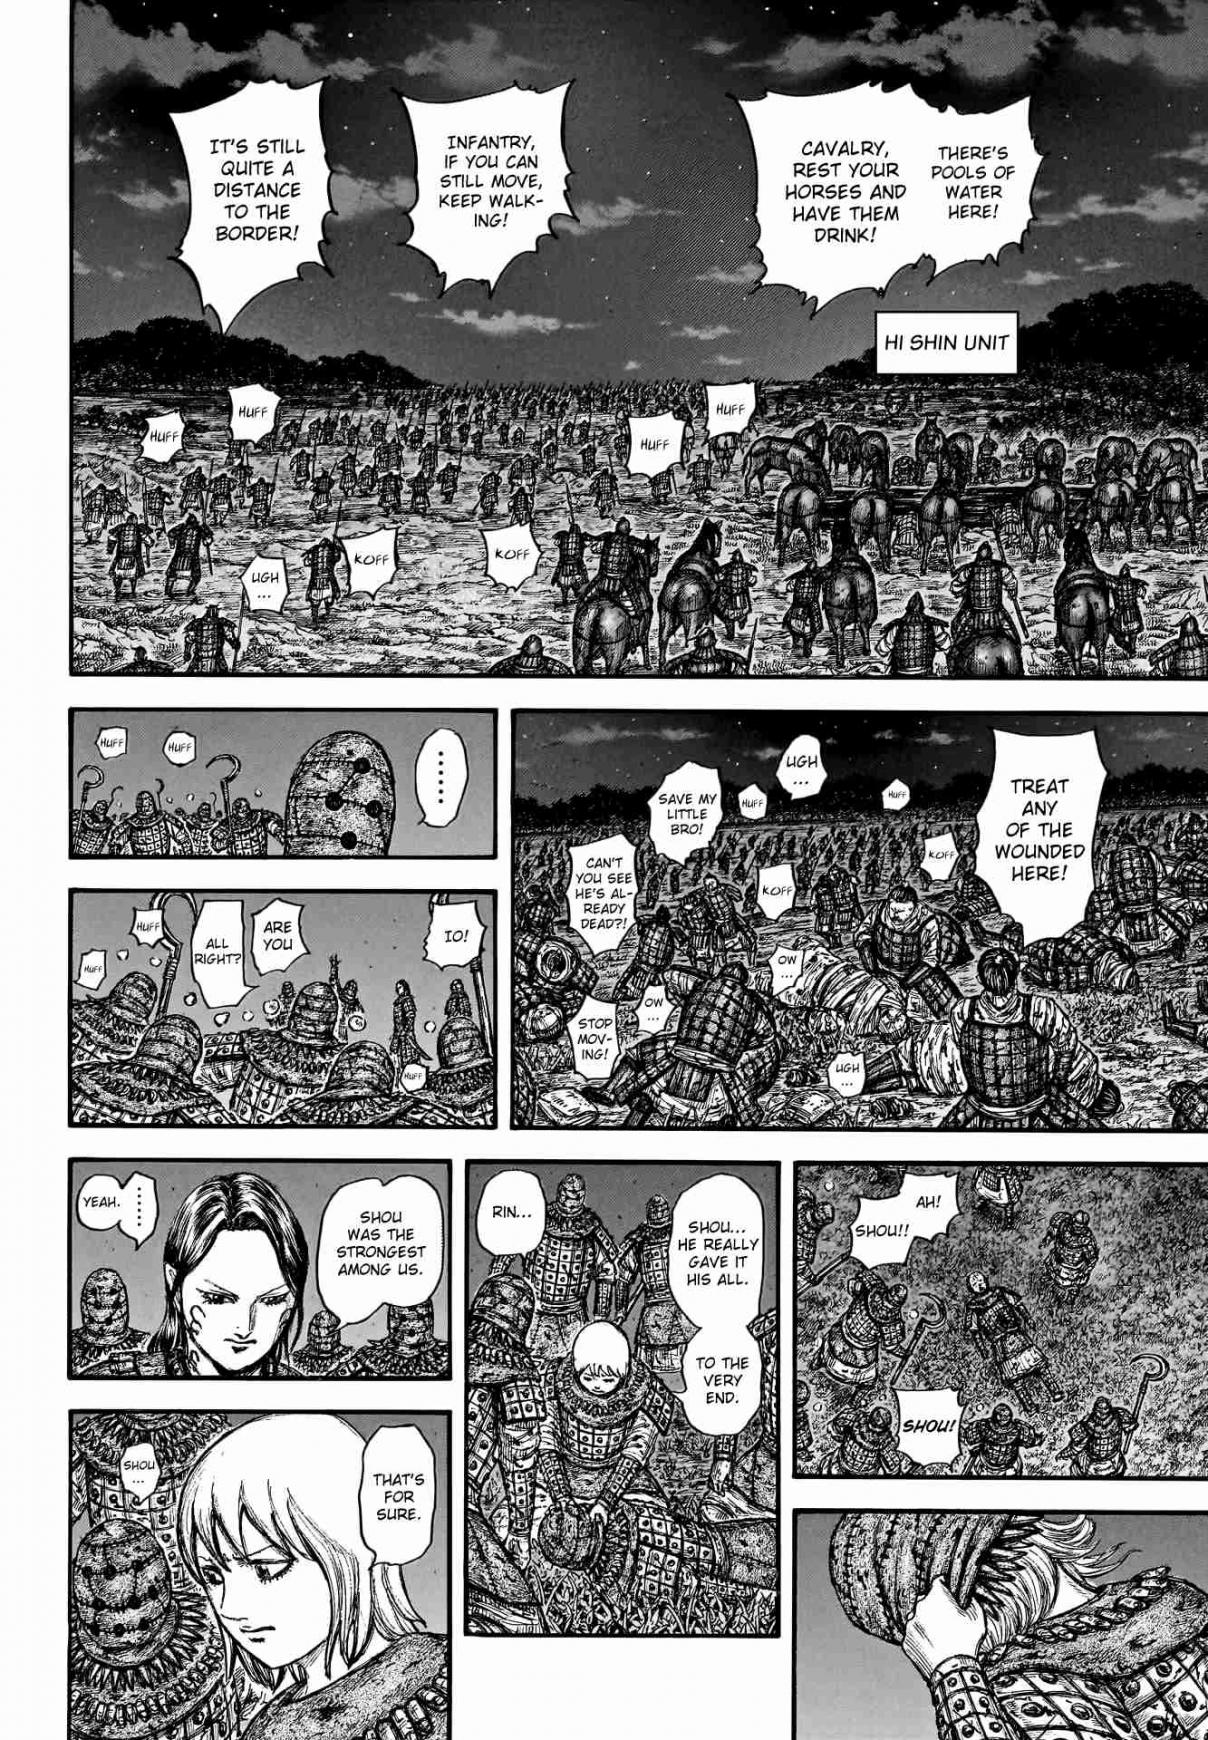 THERE'S
POOLS OF
WATER
HERE!
CAVALRY,
REST YOUR
HORSES AND
HAVE THEM
DRINK!
INFANTRY,
IF YOU CAN
STILL MOVE,
KEEP WALK-
ING!
IT'S STILL
QUITE A
DISTANCE
TO THE
BORDER!
HI SHIN UNIT
HUFF
HUFF
HUFF
HUFF
KOFF
KOFF
UGH
...
TREAT
ANY
OF THE
WOUNDED
HERE!
HUFF
UGH
...
HUFF
SAVE MY
LITTLE
BRO!
CAN'T
YOU SEE
HE'S AL-
READY
DEAD?!
KOFF
KOFF
OW
...
OW
...
STOP
MOV-
ING!
UGH
...
......
HUFF
HUFF
IO!
ARE
YOU
ALL
RIGHT?
HUFF
HUFF
HUFF
AH!
SHOU!!
SHOU!
SHOU...
HE REALLY
GAVE IT
HIS ALL.
TO THE
VERY
END.
RIN...
SHOU
WAS THE
STRONGEST
AMONG US.
......
YEAH.
THAT'S
FOR
SURE.
SHOU
...